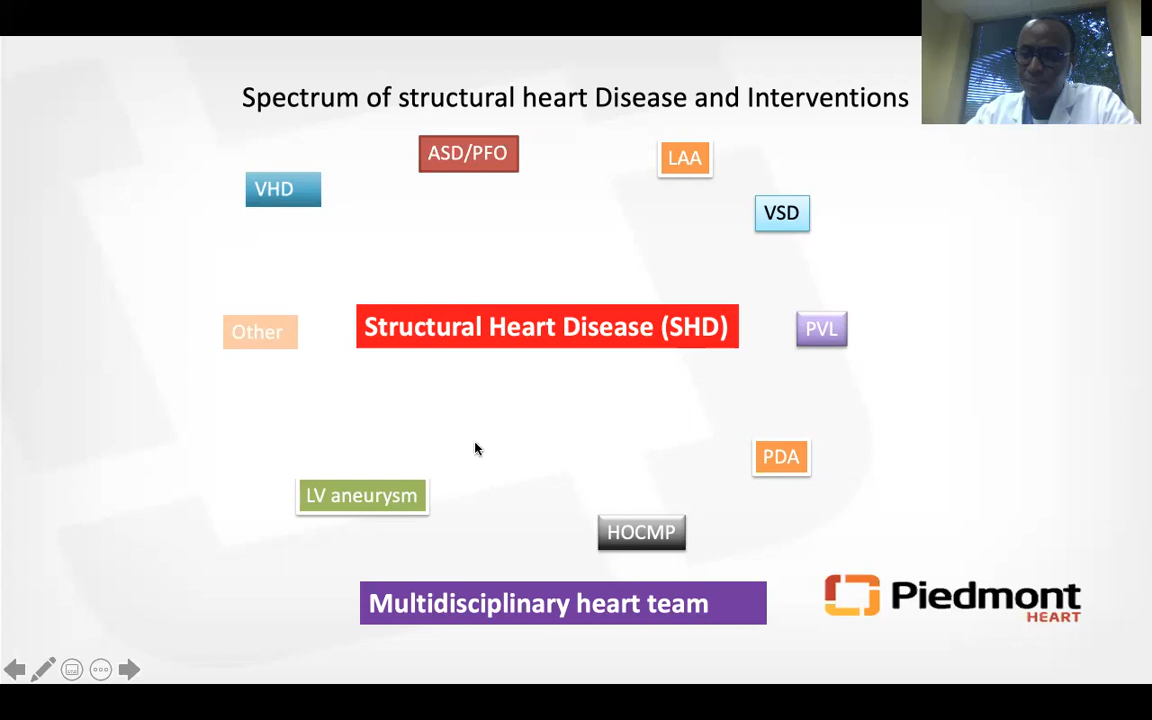 Spectrum of structural heart Disease and Interventions
ASD/PFO
LAA
VHD
VSD
Structural Heart Disease (SHD)
PVL
Other
PDA
LV aneurysm
HOCMP
Multidisciplinary heart team
Piedmont
HEART